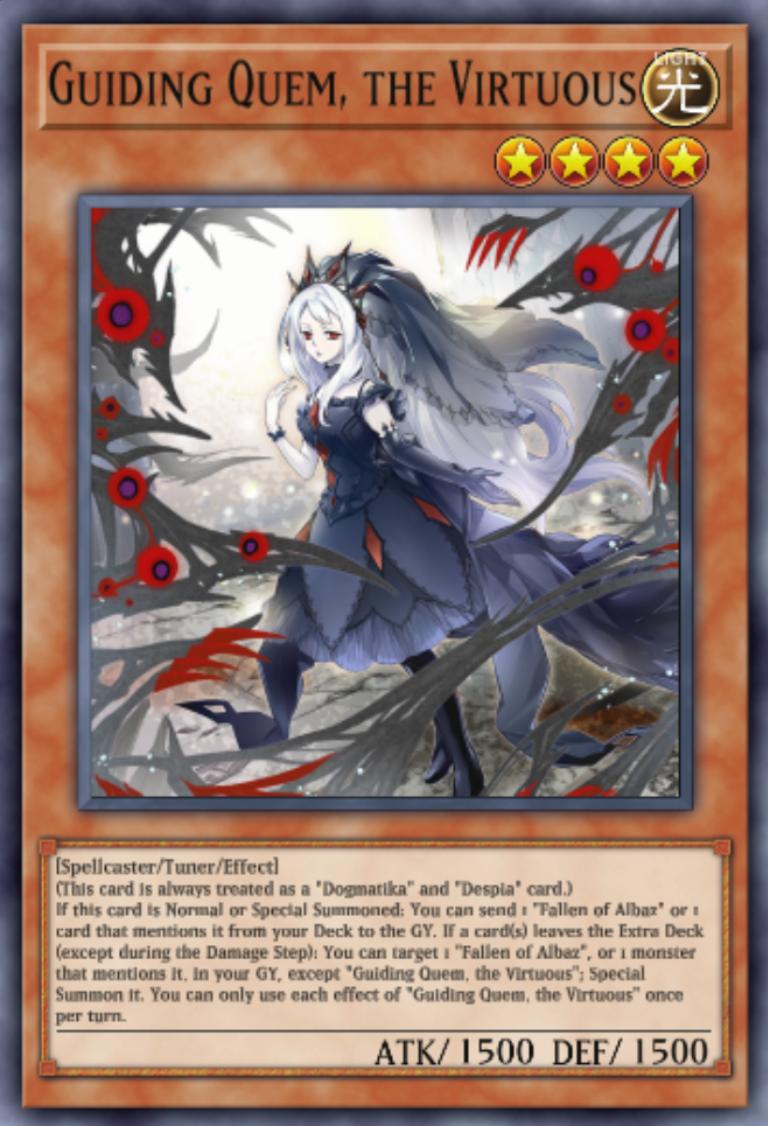 GUIDING QUEM, THE VIRTUOUS
LIGHT
光
[Spellcaster/Tuner/Effect]
(This card is always treated as a "Dogmatika" and "Despia" card.)
If this card is Normal or Special Summoned: You can send 1 "Fallen of Albaz" or 1
card that mentions it from your Deck to the GY. If a card(s) leaves the Extra Deck
(except during the Damage Step): You can target 1 "Fallen of Albaz", or 1 monster
that mentions it, in your GY, except "Guiding Quem, the Virtuous"; Special
Summon it. You can only use each effect of "Guiding Quem, the Virtuous" once
per turn.
ATK/ 1500 DEF/ 1500